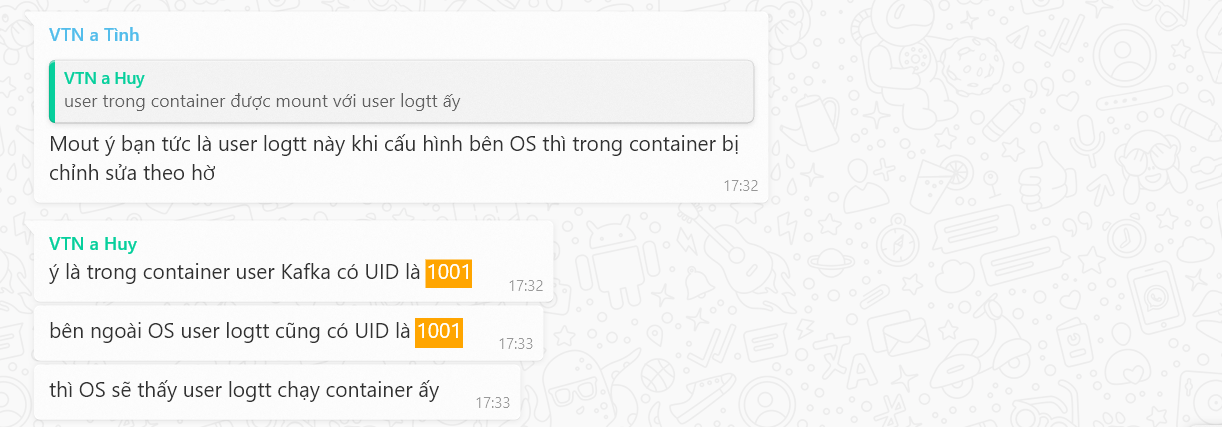 VTN a Tình
VTN a Huy
user trong container được mount với user logtt ấy
Mout ý bạn tức là user logtt này khi cấu hình bên OS thì trong container bị
chỉnh sửa theo hờ
17:32
VTN a Huy
ý là trong container user Kafka có UID là 1001
17:32
bên ngoài OS user logtt cũng có UID là 1001
17:33
thì OS sẽ thấy user logtt chạy container ấy
17:33